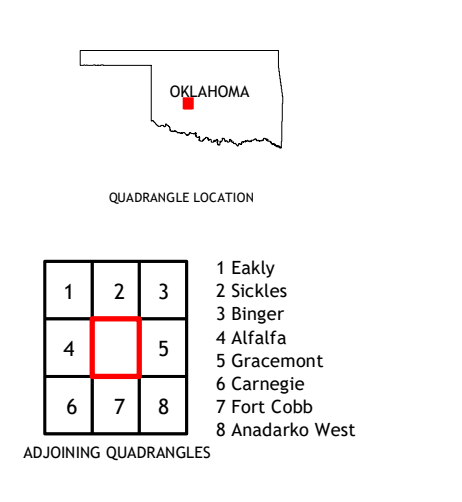 OKLAHOMA
QUADRANGLE LOCATION
1 2 3
4 5
6 7 8
1 Eakly
2 Sickles
3 Binger
4 Alfalfa
5 Gracemont
6 Carnegie
7 Fort Cobb
8 Anadarko West
ADJOINING QUADRANGLES